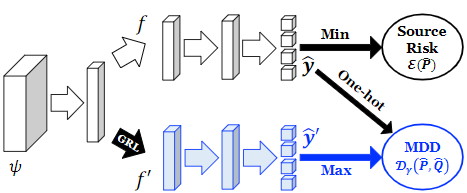 f
Min
Source
Risk
ℰ(P̂)
ŷ
One-hot
ψ
GRL
f′
ŷ′
Max
MDD
𝒟γ(P̂, Q̂)